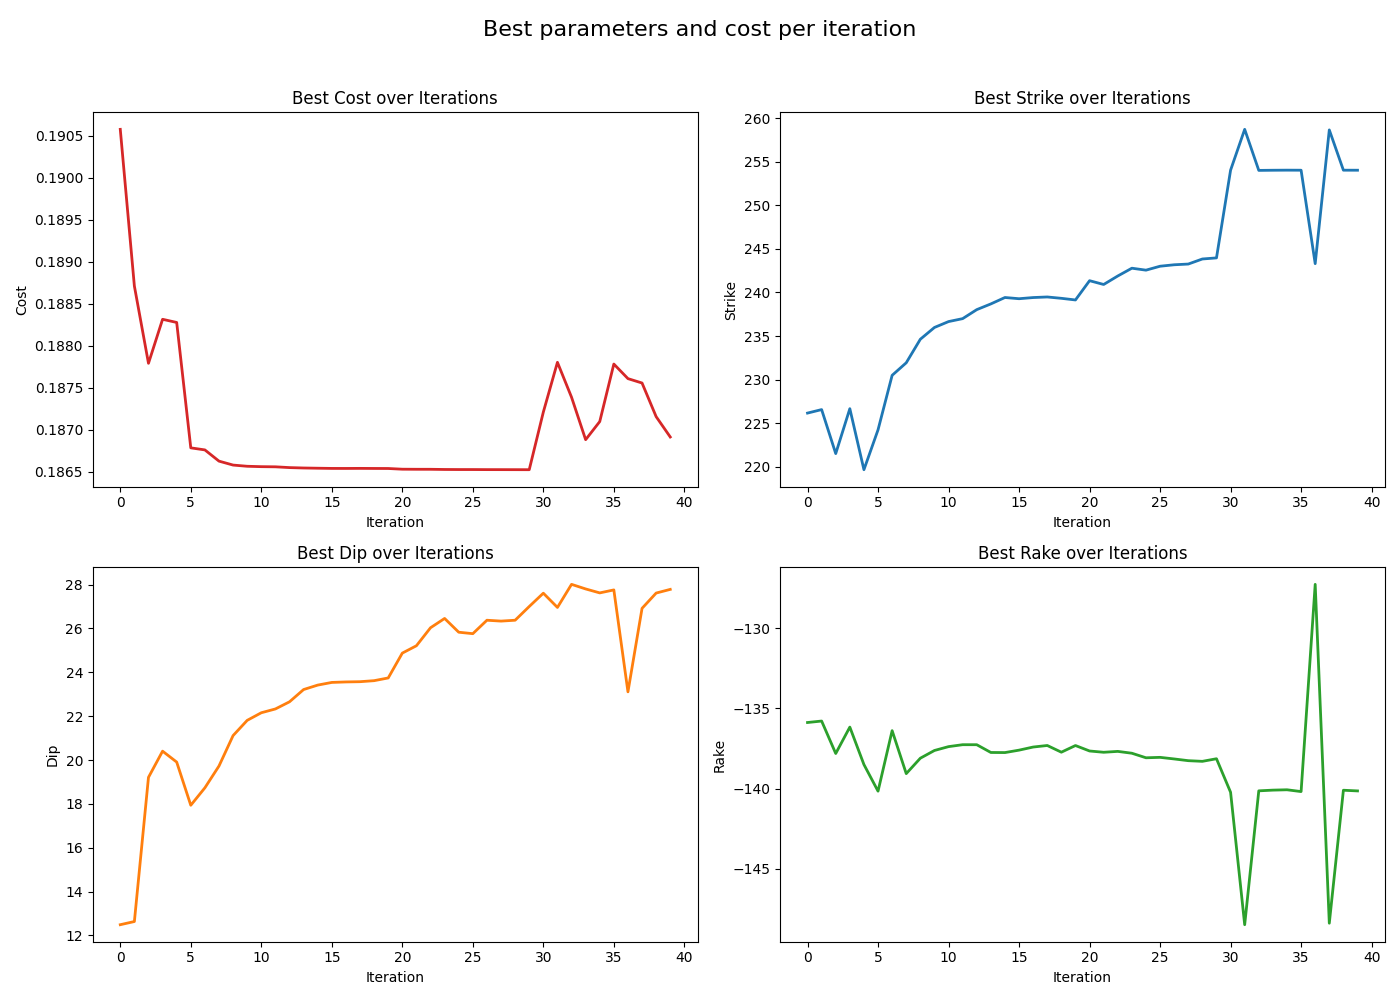 Best parameters and cost per iteration
Best Cost over Iterations
Cost
0.1905
0.1900
0.1895
0.1890
0.1885
0.1880
0.1875
0.1870
0.1865
0 5 10 15 20 25 30 35 40
Iteration
Best Strike over Iterations
Strike
260
255
250
245
240
235
230
225
220
0 5 10 15 20 25 30 35 40
Iteration
Best Dip over Iterations
Dip
28
26
24
22
20
18
16
14
12
0 5 10 15 20 25 30 35 40
Iteration
Best Rake over Iterations
Rake
−130
−135
−140
−145
0 5 10 15 20 25 30 35 40
Iteration